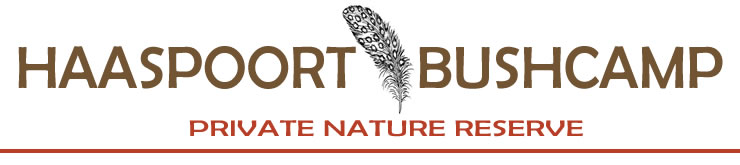 HAASPOORT BUSHCAMP
PRIVATE NATURE RESERVE